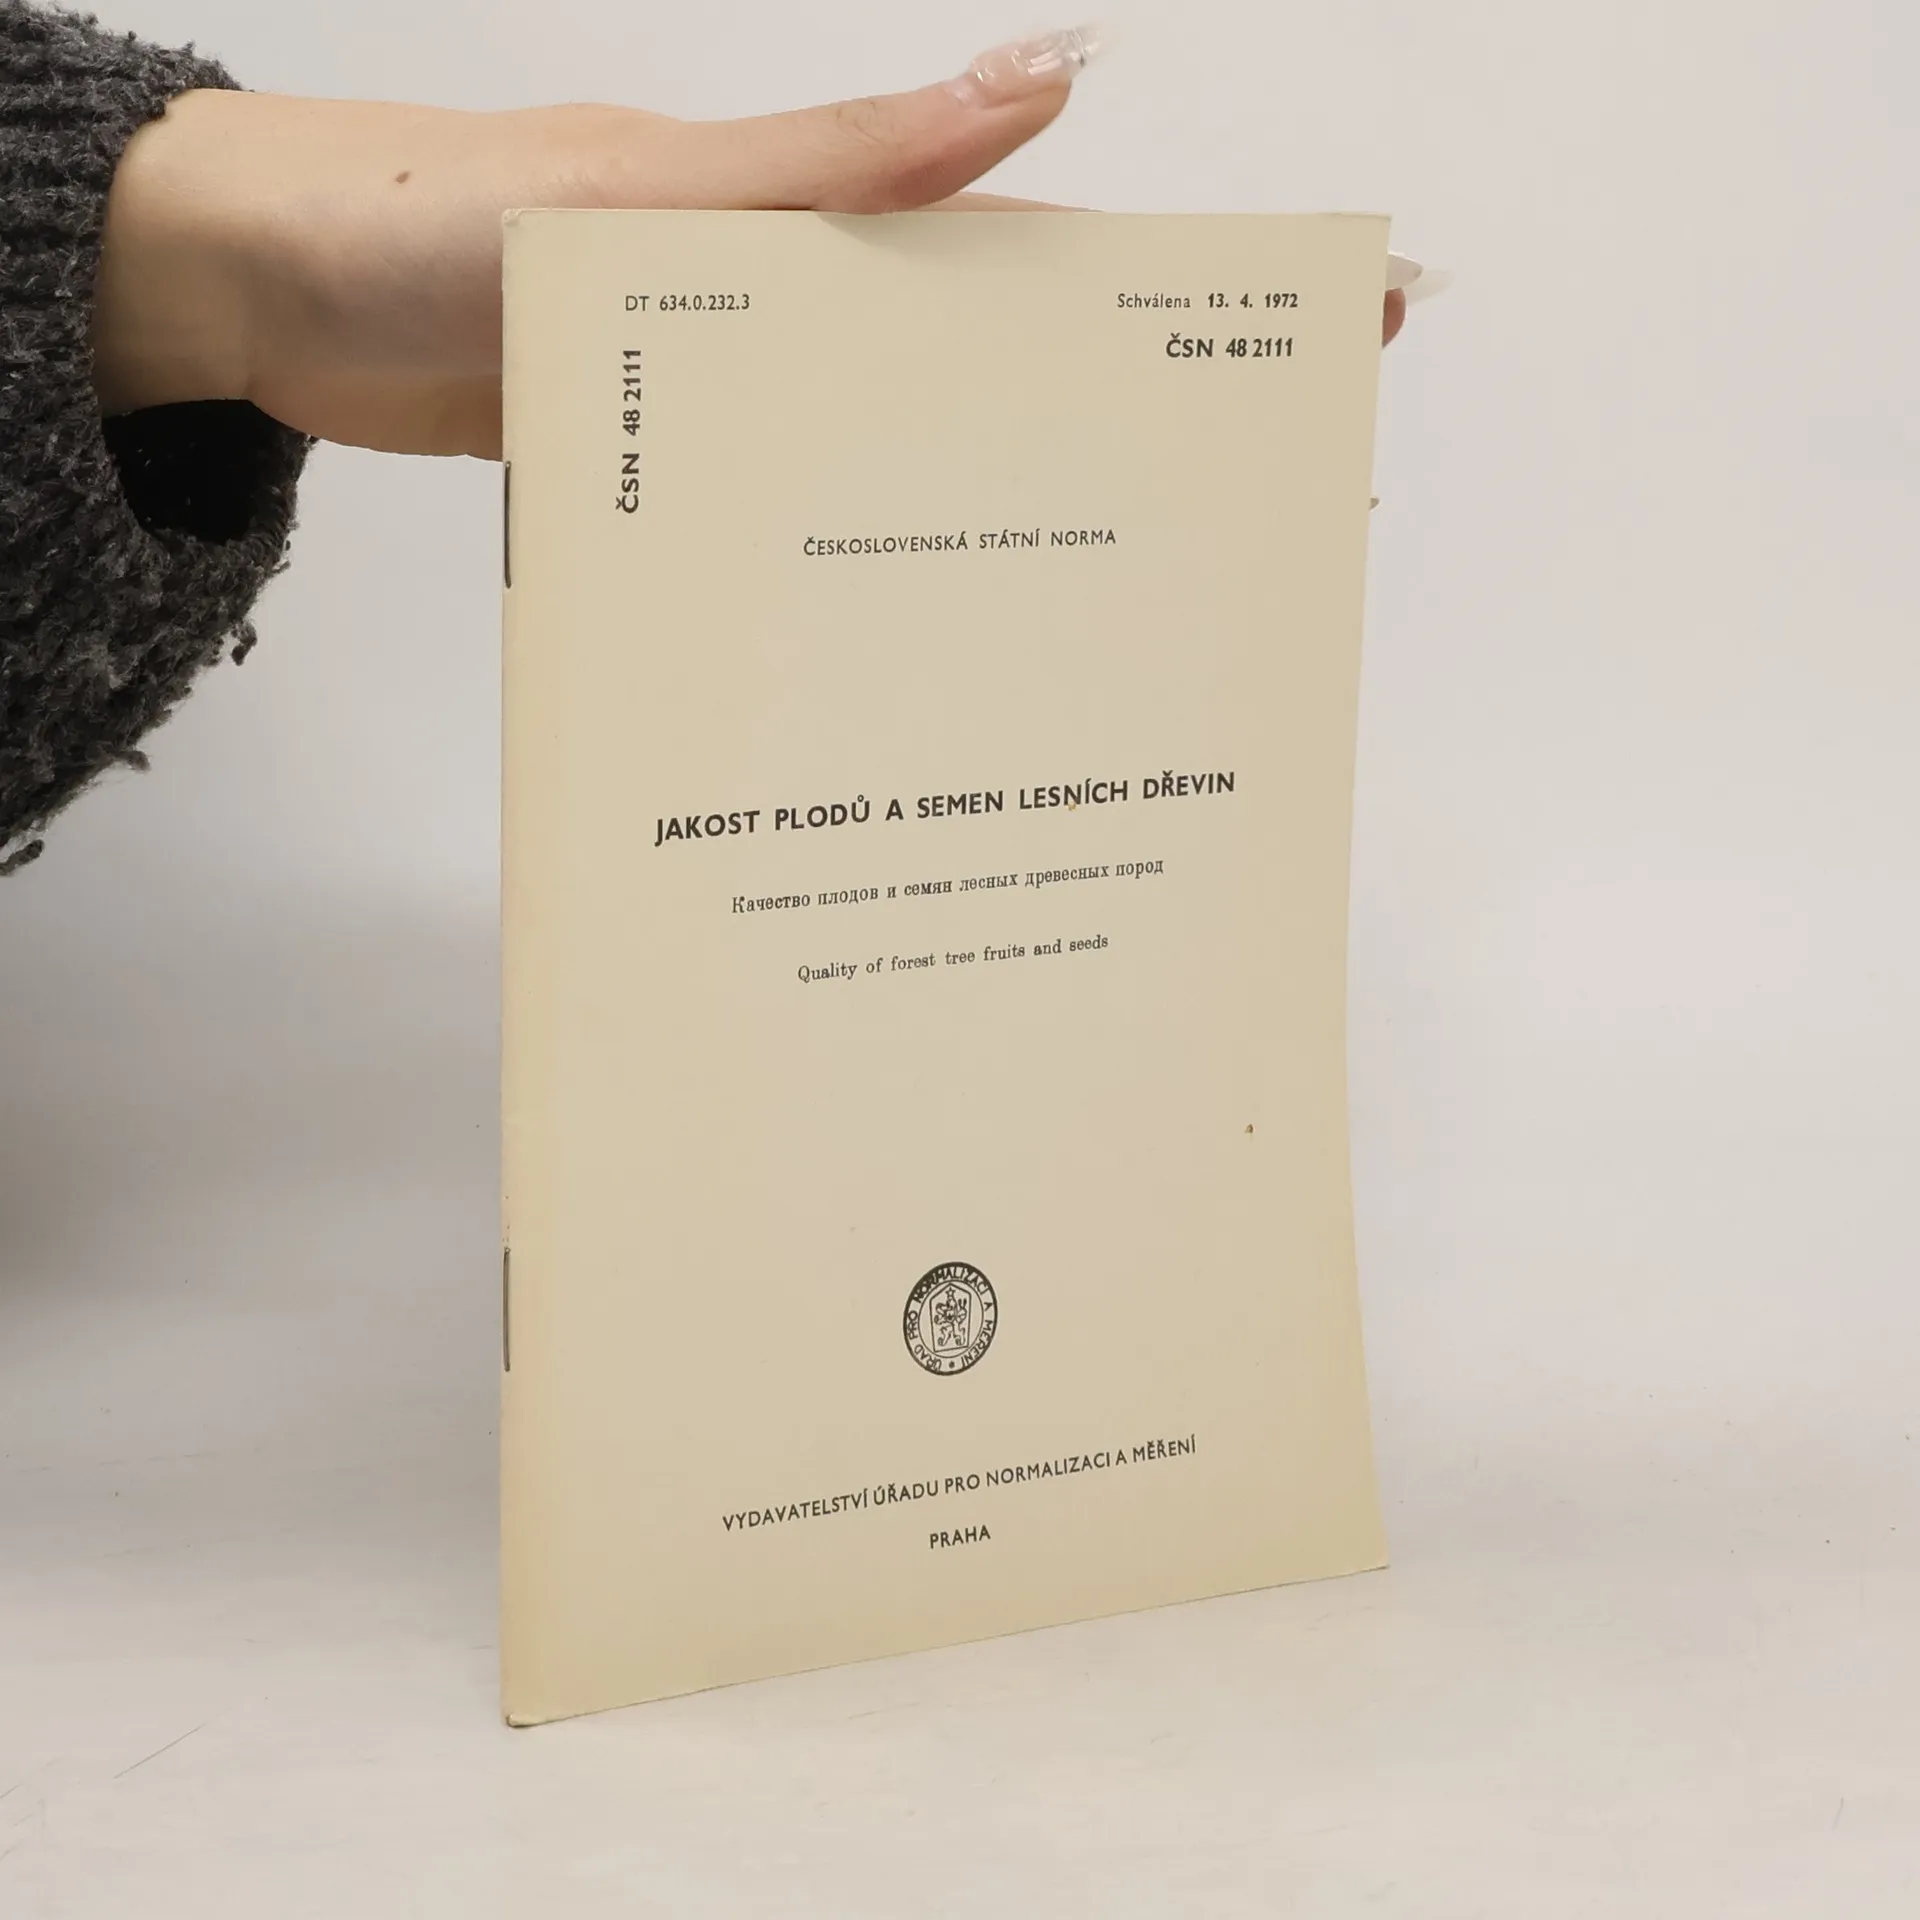 DT 634.0.232.3
Schválena 13. 4. 1972
ČSN 48 2111
ČSN 48 2111
ČESKOSLOVENSKÁ STÁTNÍ NORMA
JAKOST PLODŮ A SEMEN LESNÍCH DŘEVIN
Качество плодов и семян лесных древесных пород
Quality of forest tree fruits and seeds
ÚŘAD PRO NORMALIZACI A MĚŘENÍ
VYDAVATELSTVÍ ÚŘADU PRO NORMALIZACI A MĚŘENÍ
PRAHA